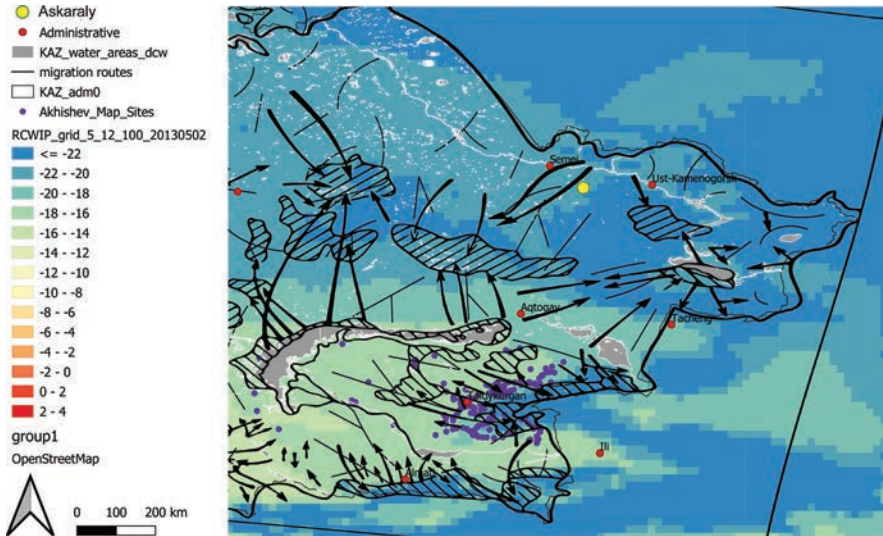 Askaraly
Administrative
KAZ_water_areas_dcw
migration routes
KAZ_adm0
Akhishev_Map_Sites
RCWIP_grid_5_12_100_20130502
<= -22
-22 - -20
-20 - -18
-18 - -16
-16 - -14
-14 - -12
-12 - -10
-10 - -8
-8 - -6
-6 - -4
-4 - -2
-2 - 0
0 - 2
2 - 4
group1
OpenStreetMap
0 100 200 km
Semei
Ust-Kamenogorsk
Aqtogay
Tacheng
Taldykurgan
Ili
Almaty